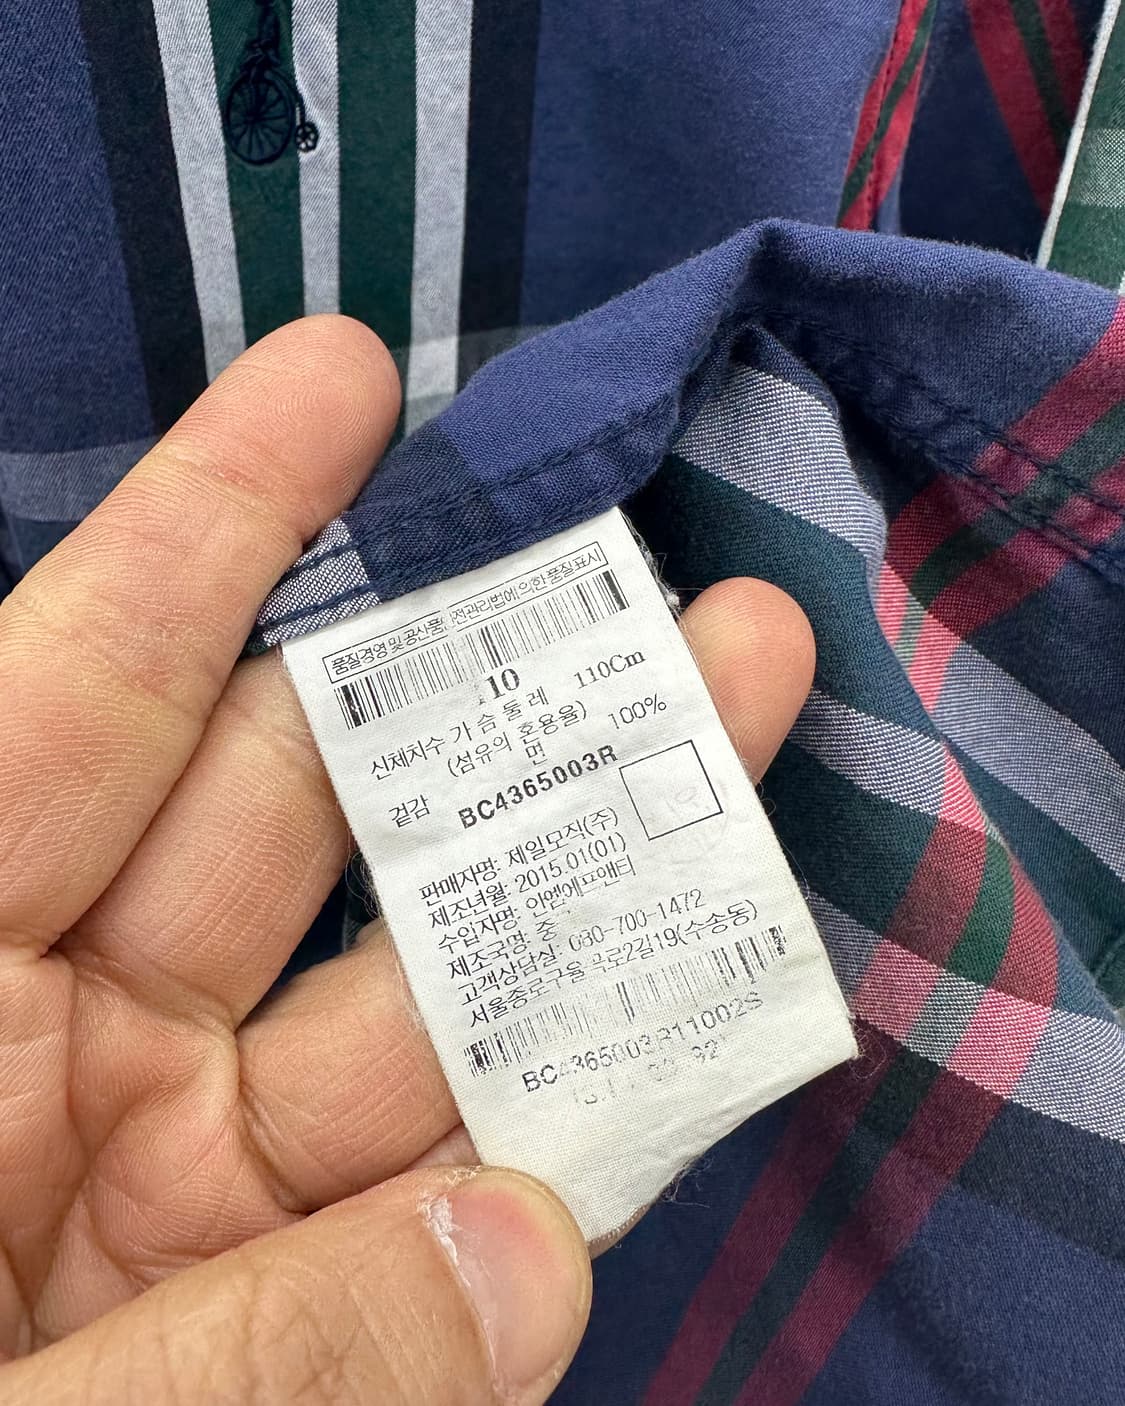 품질경영 및 공산품안전관리법에 의한 품질표시
10
신체치수 가슴둘레 110Cm
(섬유의 혼용율)
겉감 면 100%
BC4365003R
판매자명: 제일모직(주)
제조년월: 2015.01(01)
수입자명: 안엠에프앤티
제조국명: 중
고객상담실: 080-700-1472
서울종로구율곡로2길19(수송동)
BC4365003R11002S